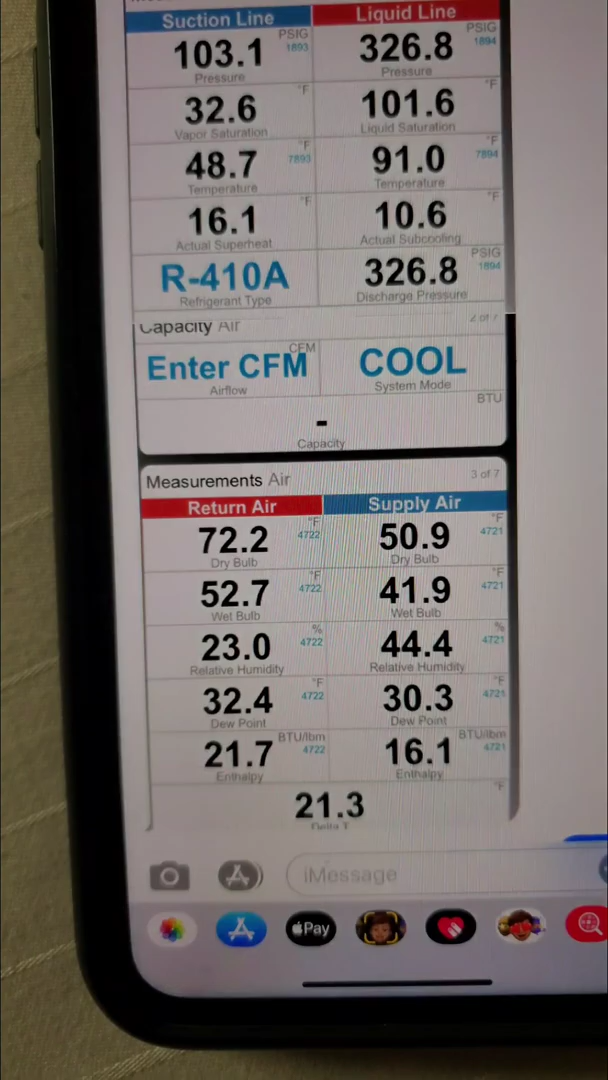 Suction Line
Liquid Line
103.1
PSIG
1893
Pressure
326.8
PSIG
1894
Pressure
32.6
°F
Vapor Saturation
101.6
°F
Liquid Saturation
48.7
°F
7893
Temperature
91.0
°F
7894
Temperature
16.1
°F
Actual Superheat
10.6
°F
Actual Subcooling
R-410A
Refrigerant Type
326.8
PSIG
1894
Discharge Pressure
Capacity Air
2 of 7
Enter CFM
CFM
Airflow
COOL
System Mode
-
BTU
Capacity
Measurements Air
3 of 7
Return Air
Supply Air
72.2
°F
4722
Dry Bulb
50.9
°F
4721
Dry Bulb
52.7
°F
4722
Wet Bulb
41.9
°F
4721
Wet Bulb
23.0
%
4722
Relative Humidity
44.4
%
4721
Relative Humidity
32.4
°F
4722
Dew Point
30.3
°F
4721
Dew Point
21.7
BTU/lbm
4722
Enthalpy
16.1
BTU/lbm
4721
Enthalpy
21.3
°F
Delta T
iMessage
Pay